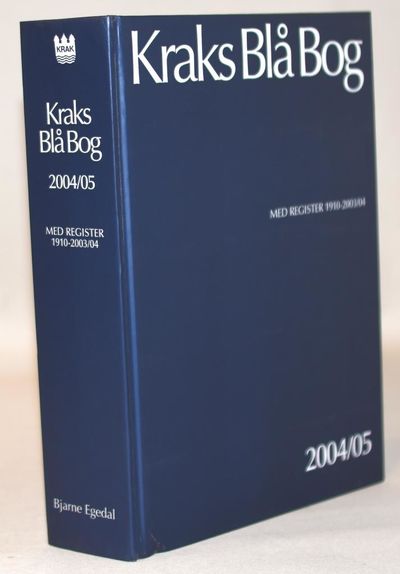 KRAK
Kraks
Blå Bog
2004/05
MED REGISTER
1910-2003/04
Bjarne Egedal
Kraks Blå Bog
MED REGISTER 1910-2003/04
2004/05